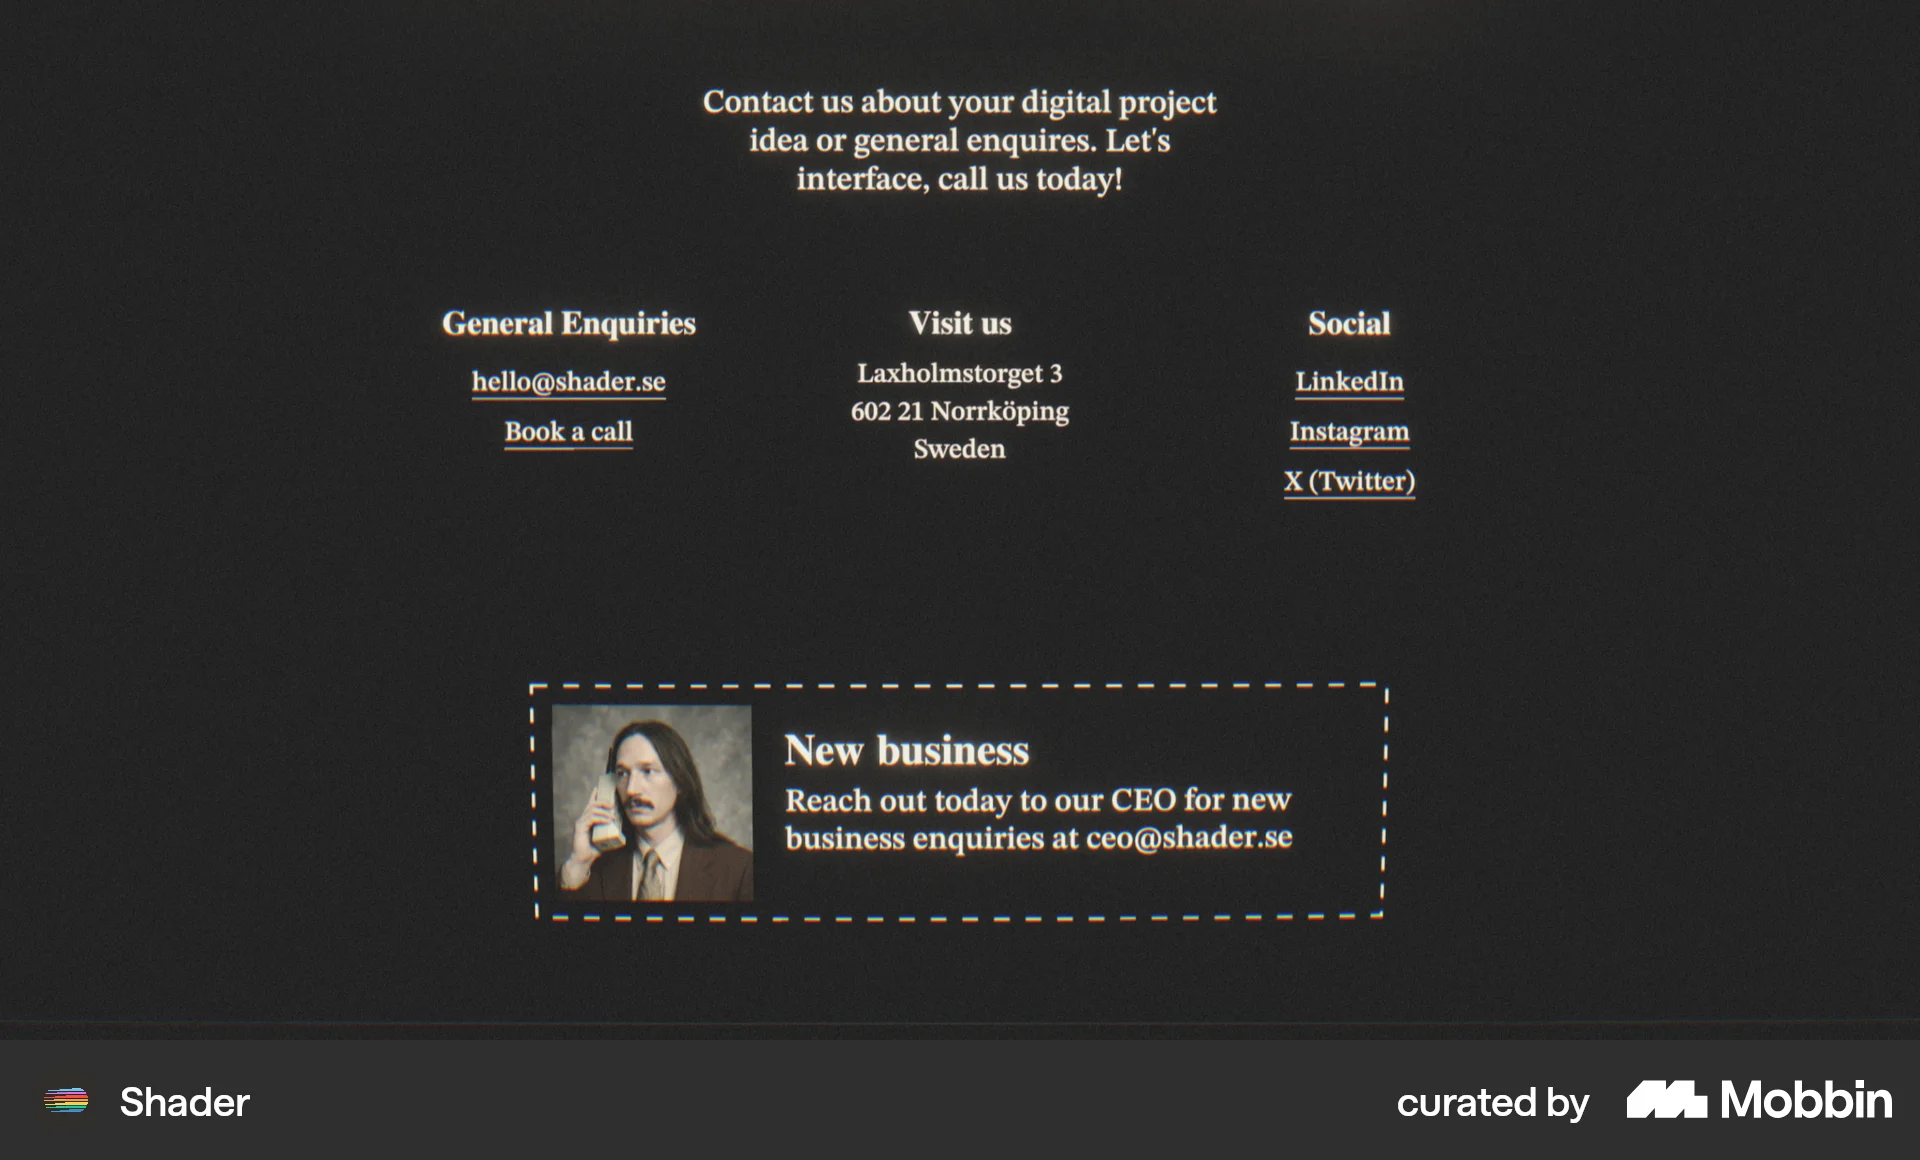 Contact us about your digital project
idea or general enquires. Let's
interface, call us today!
General Enquiries
hello@shader.se
Book a call
Visit us
Laxholmstorget 3
602 21 Norrköping
Sweden
Social
LinkedIn
Instagram
X (Twitter)
New business
Reach out today to our CEO for new
business enquiries at ceo@shader.se
Shader
curated by
Mobbin